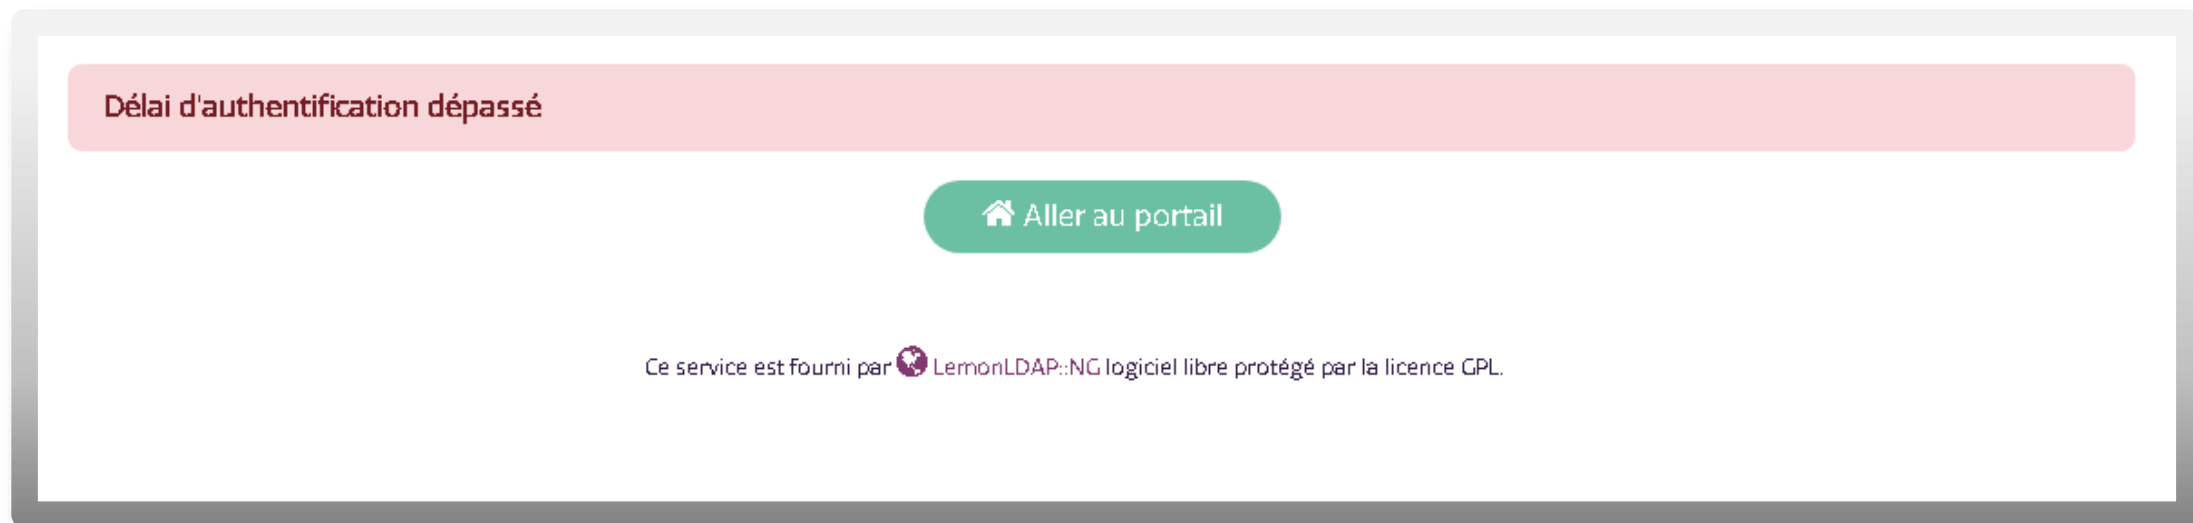 Délai d'authentification dépassé
Aller au portail
Ce service est fourni par LemonLDAP::NG logiciel libre protégé par la licence GPL.